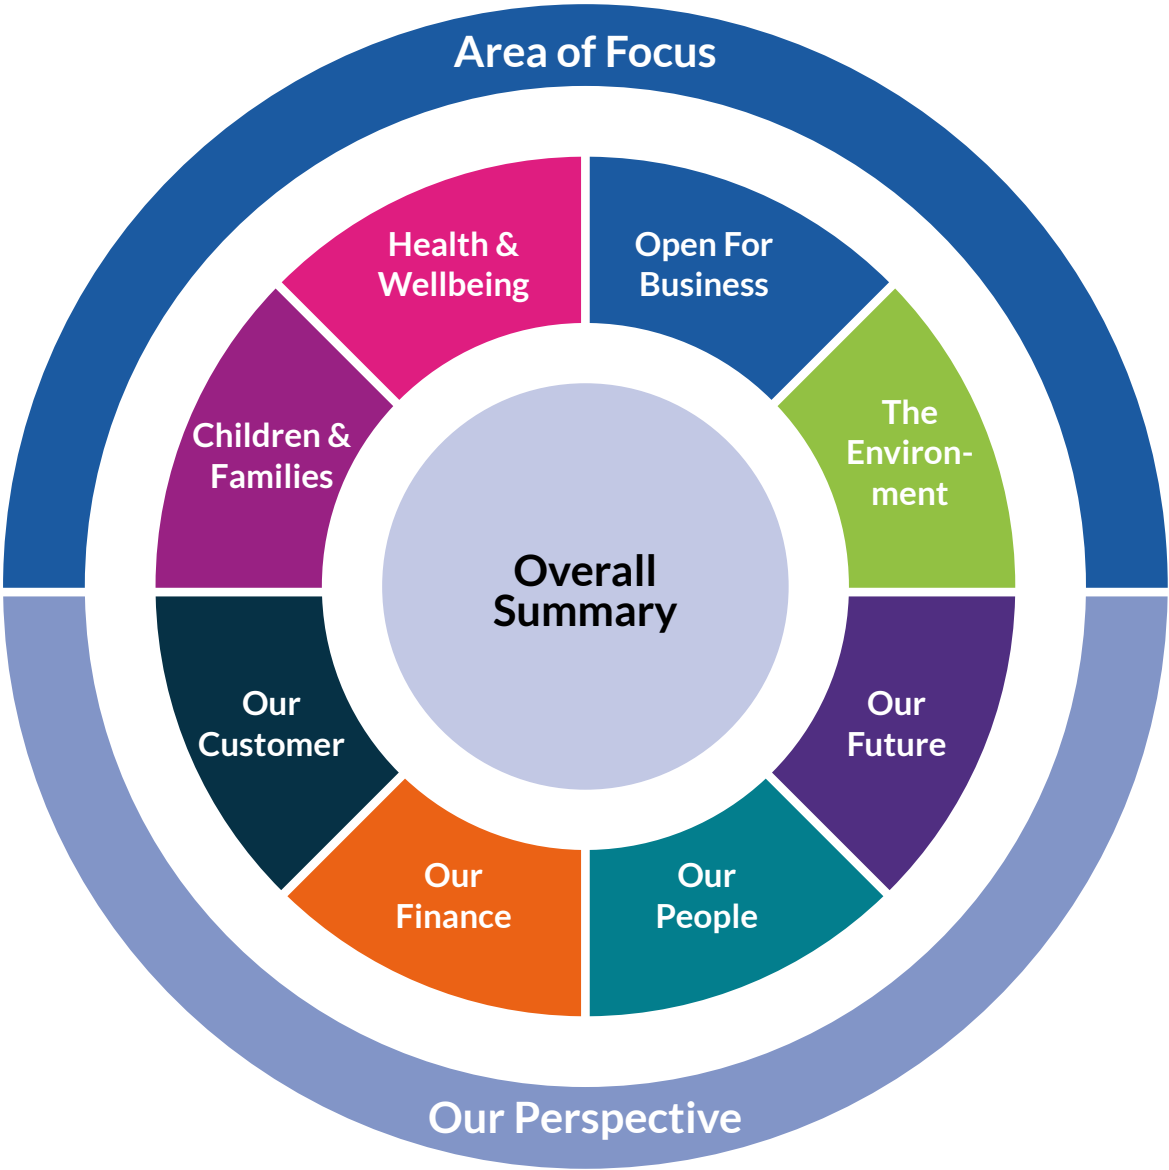 Area of Focus
Health &
Wellbeing
Open For
Business
Children &
Families
The
Environ-
ment
Overall
Summary
Our
Customer
Our
Future
Our
Finance
Our
People
Our Perspective